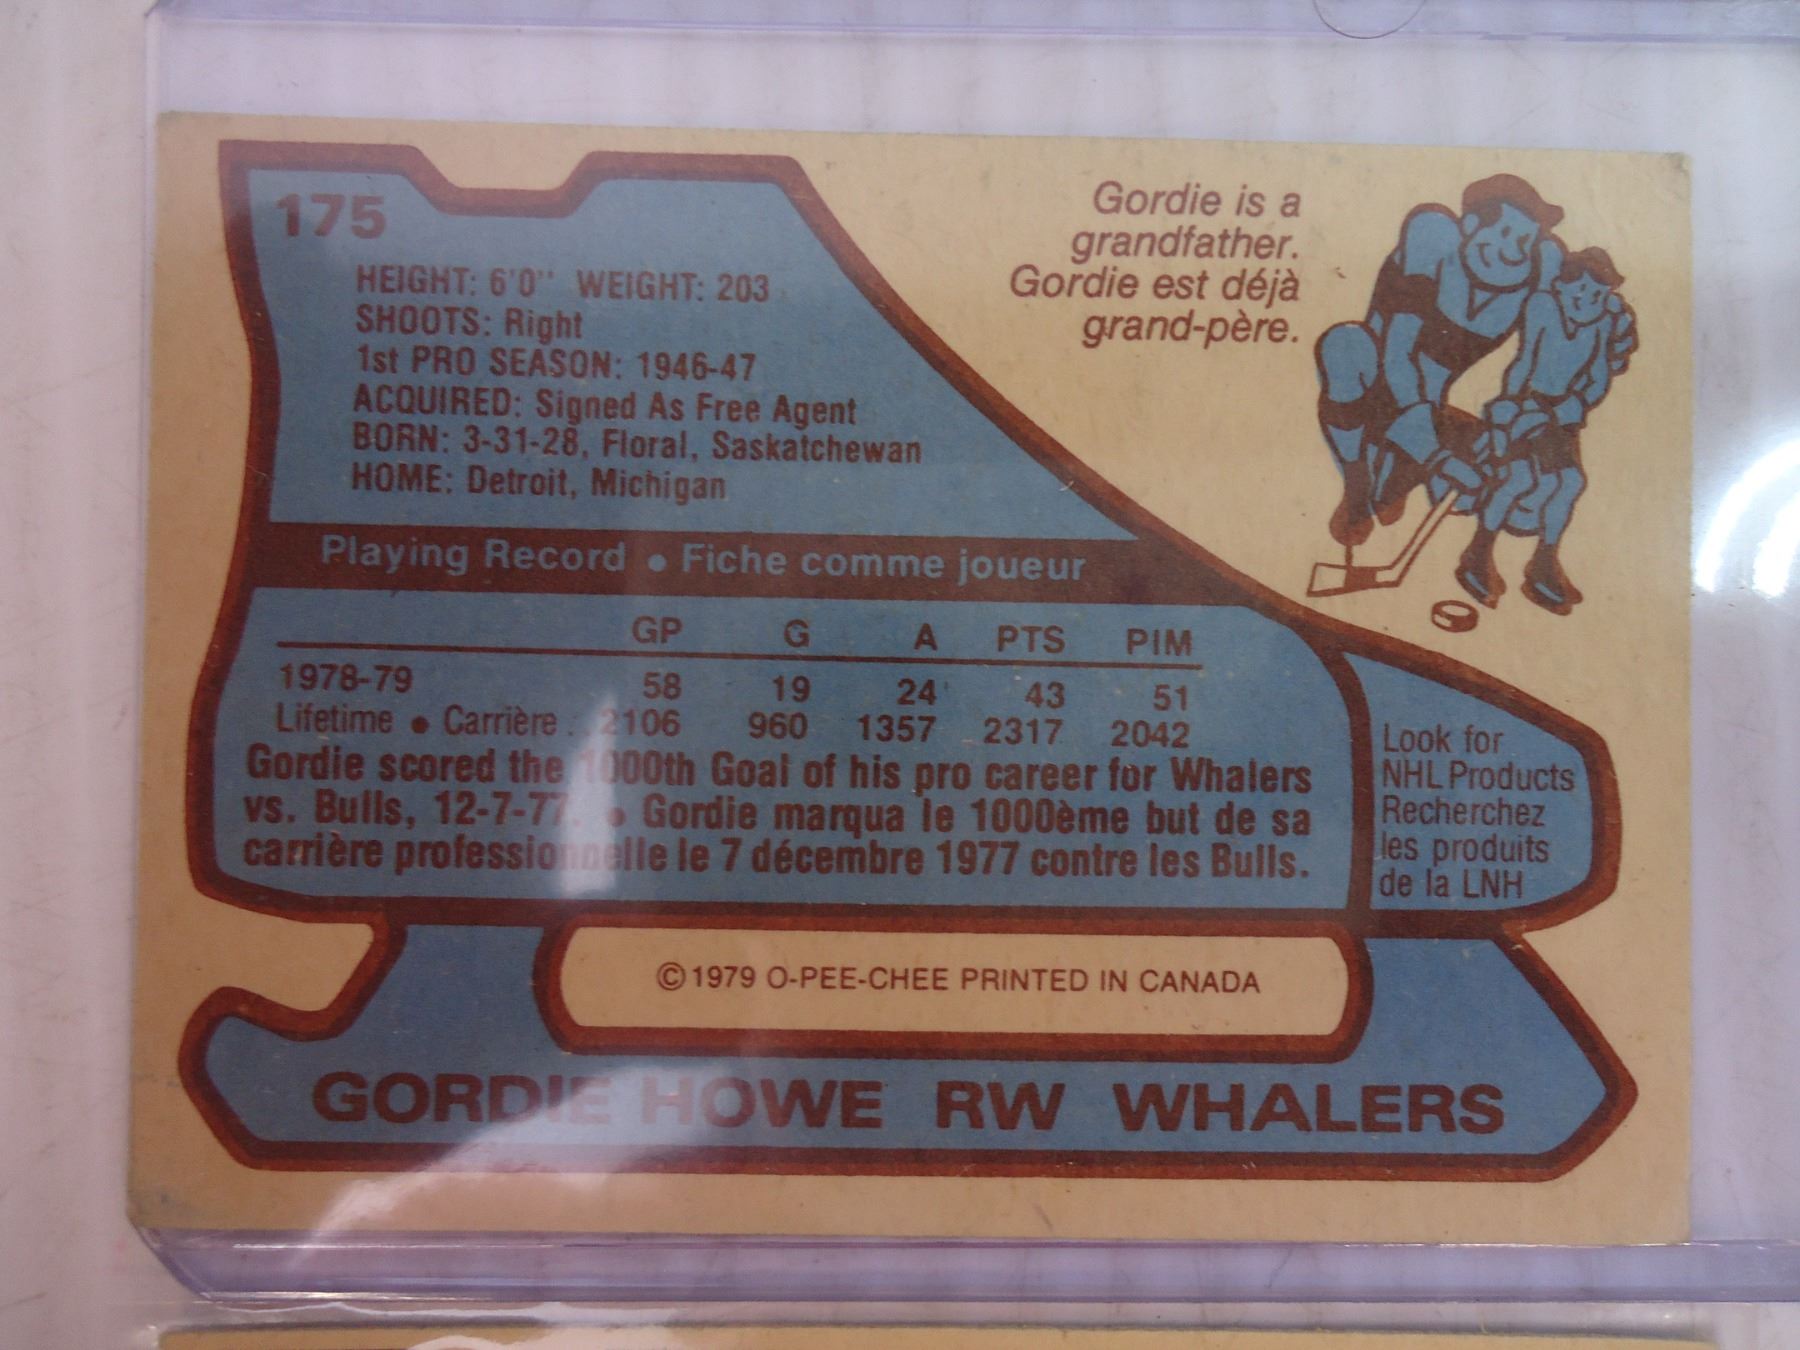 175
HEIGHT: 6'0" WEIGHT: 203
SHOOTS: Right
1st PRO SEASON: 1946-47
ACQUIRED: Signed As Free Agent
BORN: 3-31-28, Floral, Saskatchewan
HOME: Detroit, Michigan
Gordie is a
grandfather.
Gordie est déjà
grand-père.
Playing Record • Fiche comme joueur
GP G A PTS PIM
1978-79 58 19 24 43 51
Lifetime • Carrière . 2106 960 1357 2317 2042
Gordie scored the 1000th Goal of his pro career for Whalers
vs. Bulls, 12-7-77. • Gordie marqua le 1000ème but de sa
carrière professionnelle le 7 décembre 1977 contre les Bulls.
Look for
NHL Products
Recherchez
les produits
de la LNH
© 1979 O-PEE-CHEE PRINTED IN CANADA
GORDIE HOWE RW WHALERS